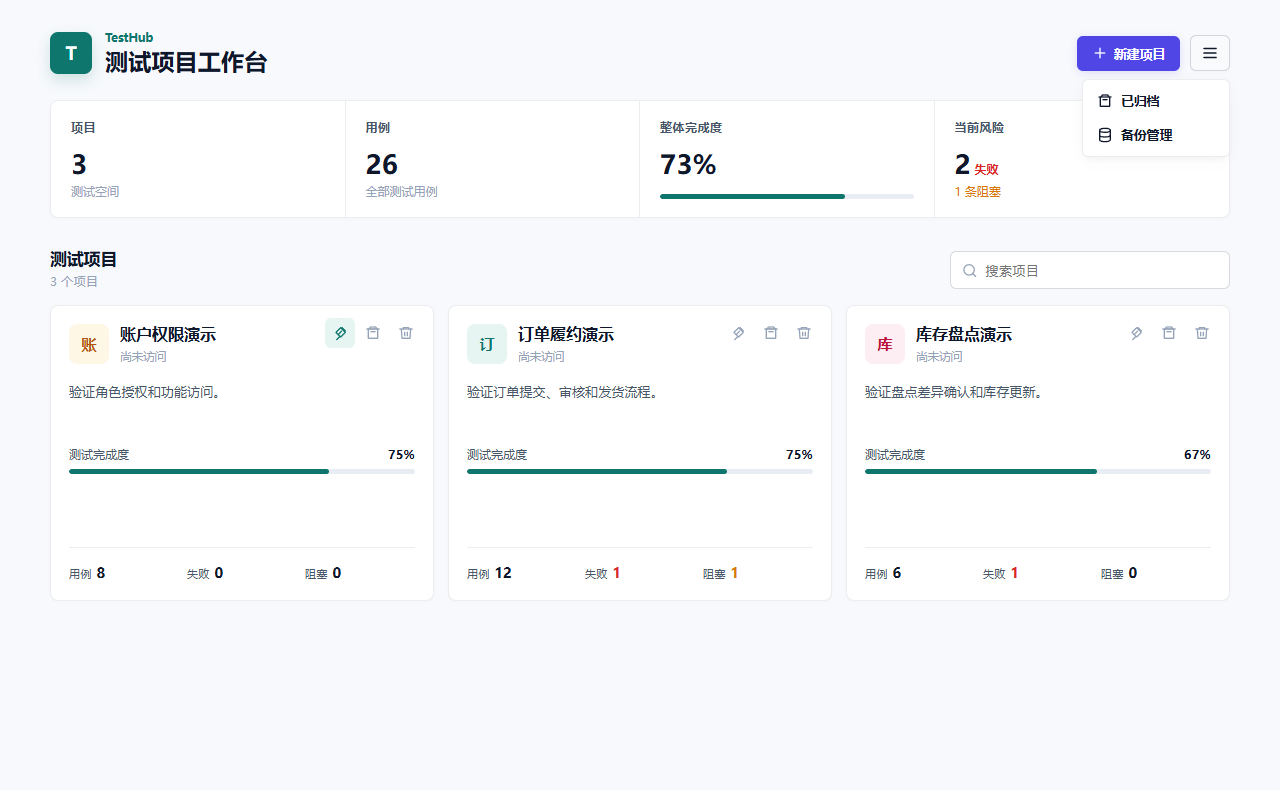 T
TestHub
测试项目工作台
新建项目
已归档
备份管理
项目
3
测试空间
用例
26
全部测试用例
整体完成度
73%
当前风险
2 失败
1 条阻塞
测试项目
3 个项目
搜索项目
账
账户权限演示
尚未访问
验证角色授权和功能访问。
测试完成度 75%
用例 8 失败 0 阻塞 0
订
订单履约演示
尚未访问
验证订单提交、审核和发货流程。
测试完成度 75%
用例 12 失败 1 阻塞 1
库
库存盘点演示
尚未访问
验证盘点差异确认和库存更新。
测试完成度 67%
用例 6 失败 1 阻塞 0